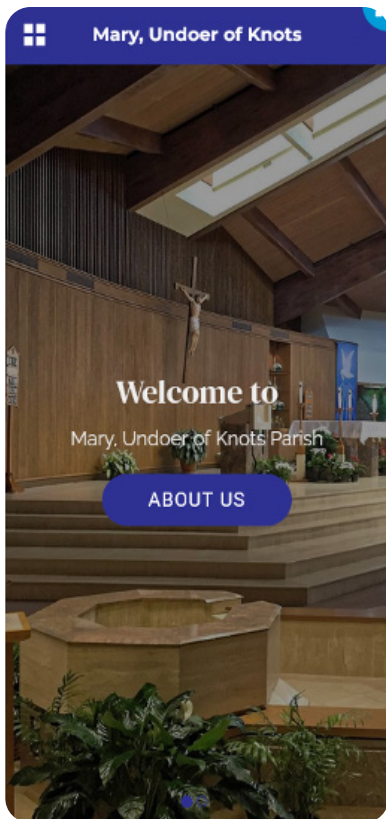 Mary, Undoer of Knots
Welcome to
Mary, Undoer of Knots Parish
ABOUT US